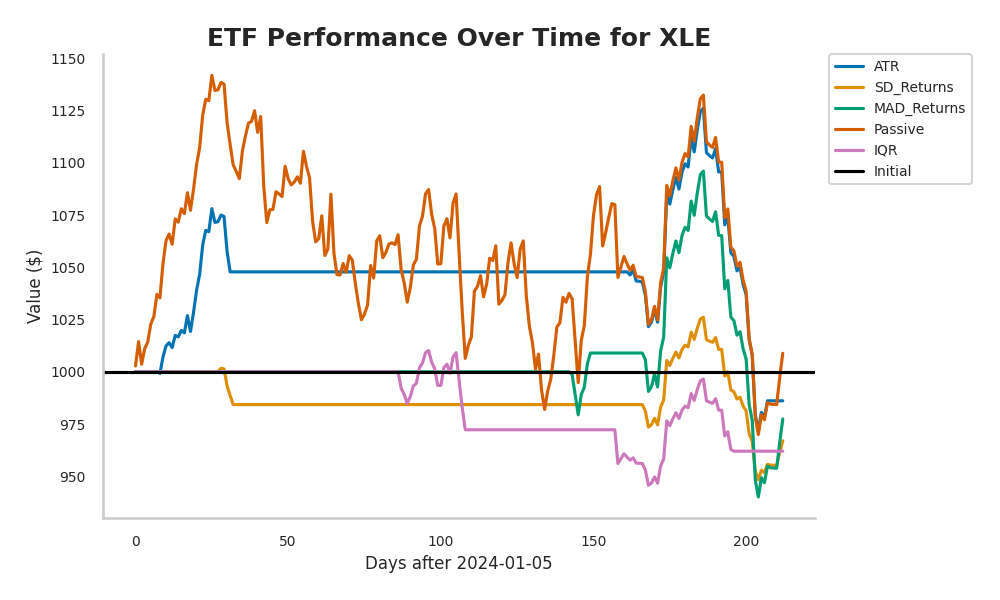 ETF Performance Over Time for XLE
Value ($)
1150
1125
1100
1075
1050
1025
1000
975
950
0 50 100 150 200
Days after 2024-01-05
ATR
SD_Returns
MAD_Returns
Passive
IQR
Initial